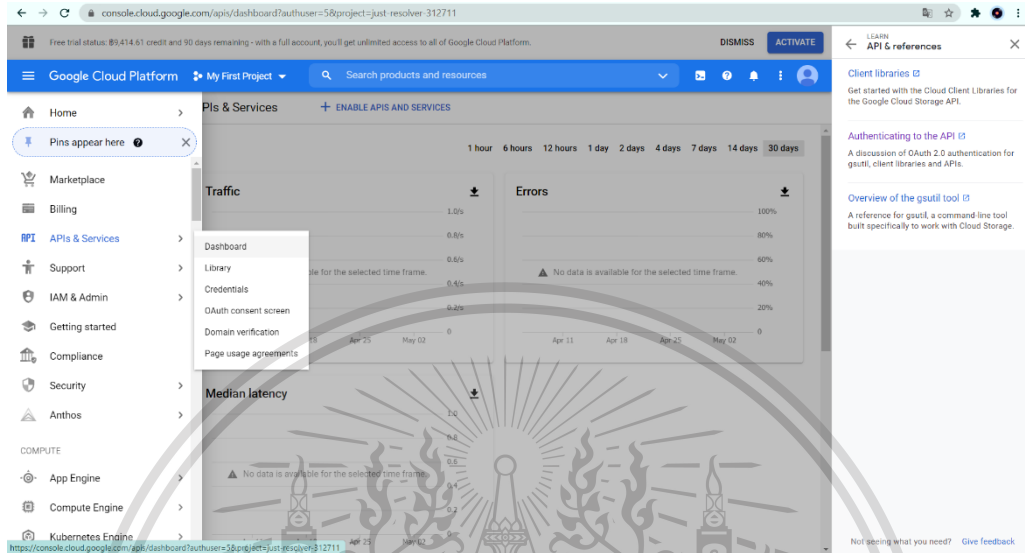 console.cloud.google.com/apis/dashboard?authuser=5&project=just-resolver-312711
Free trial status: ฿9,414.61 credit and 90 days remaining - with a full account, you'll get unlimited access to all of Google Cloud Platform.
DISMISS
ACTIVATE
LEARN
API & references
Google Cloud Platform
My First Project
Search products and resources
Home
Pins appear here
Marketplace
Billing
API APIs & Services
Support
IAM & Admin
Getting started
Compliance
Security
Anthos
COMPUTE
App Engine
Compute Engine
Kubernetes Engine
https://console.cloud.google.com/apis/dashboard?authuser=5&project=just-resolver-312711
Dashboard
Library
Credentials
OAuth consent screen
Domain verification
Page usage agreements
PIs & Services
ENABLE APIS AND SERVICES
1 hour 6 hours 12 hours 1 day 2 days 4 days 7 days 14 days 30 days
Traffic
1.0/s
0.8/s
0.6/s
ble for the selected time frame.
0.4/s
0.2/s
0
18 Apr 25 May 02
Errors
100%
80%
60%
No data is available for the selected time frame.
40%
20%
0
Apr 11 Apr 18 Apr 25 May 02
Median latency
1.0
0.8
0.6
No data is available for the selected time frame.
0.4
0.2
Apr 25 May 02
Client libraries
Get started with the Cloud Client Libraries for
the Google Cloud Storage API.
Authenticating to the API
A discussion of OAuth 2.0 authentication for
gsutil, client libraries and APIs.
Overview of the gsutil tool
A reference for gsutil, a command-line tool
built specifically to work with Cloud Storage.
Not seeing what you need? Give feedback